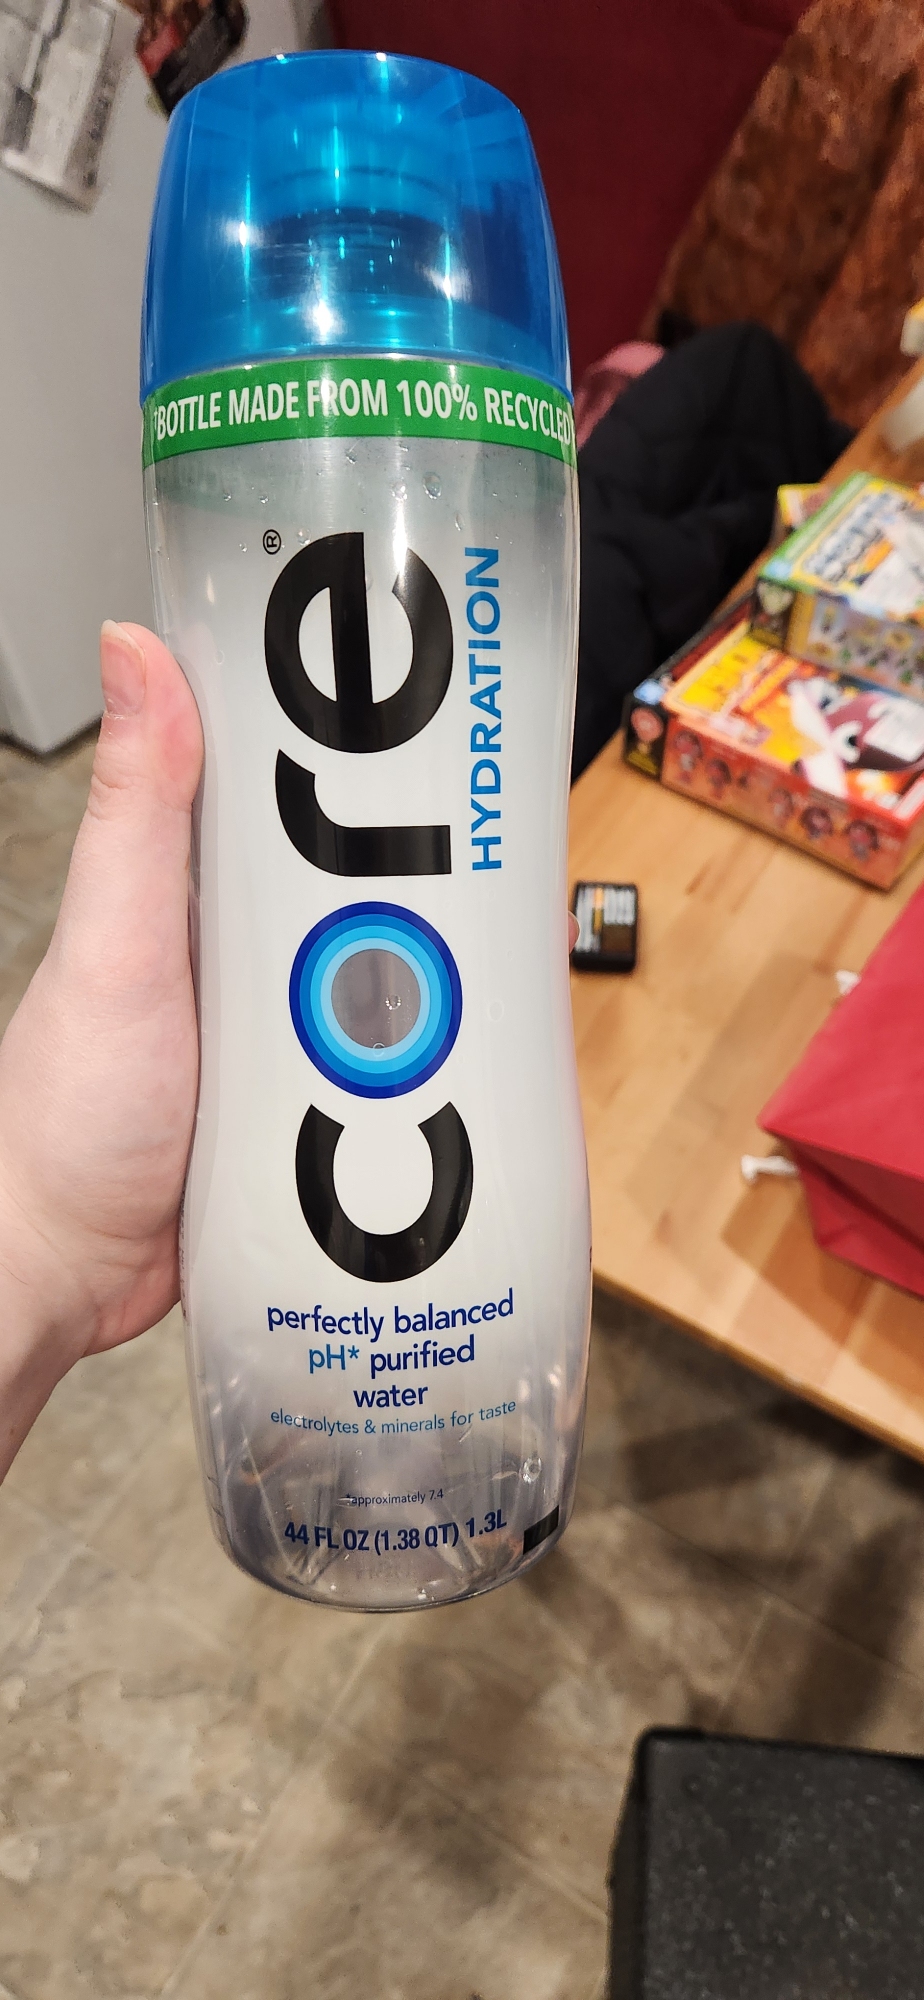 †BOTTLE MADE FROM 100% RECYCLED
core®
HYDRATION
perfectly balanced
pH* purified
water
electrolytes & minerals for taste
*approximately 7.4
44 FL OZ (1.38 QT) 1.3L